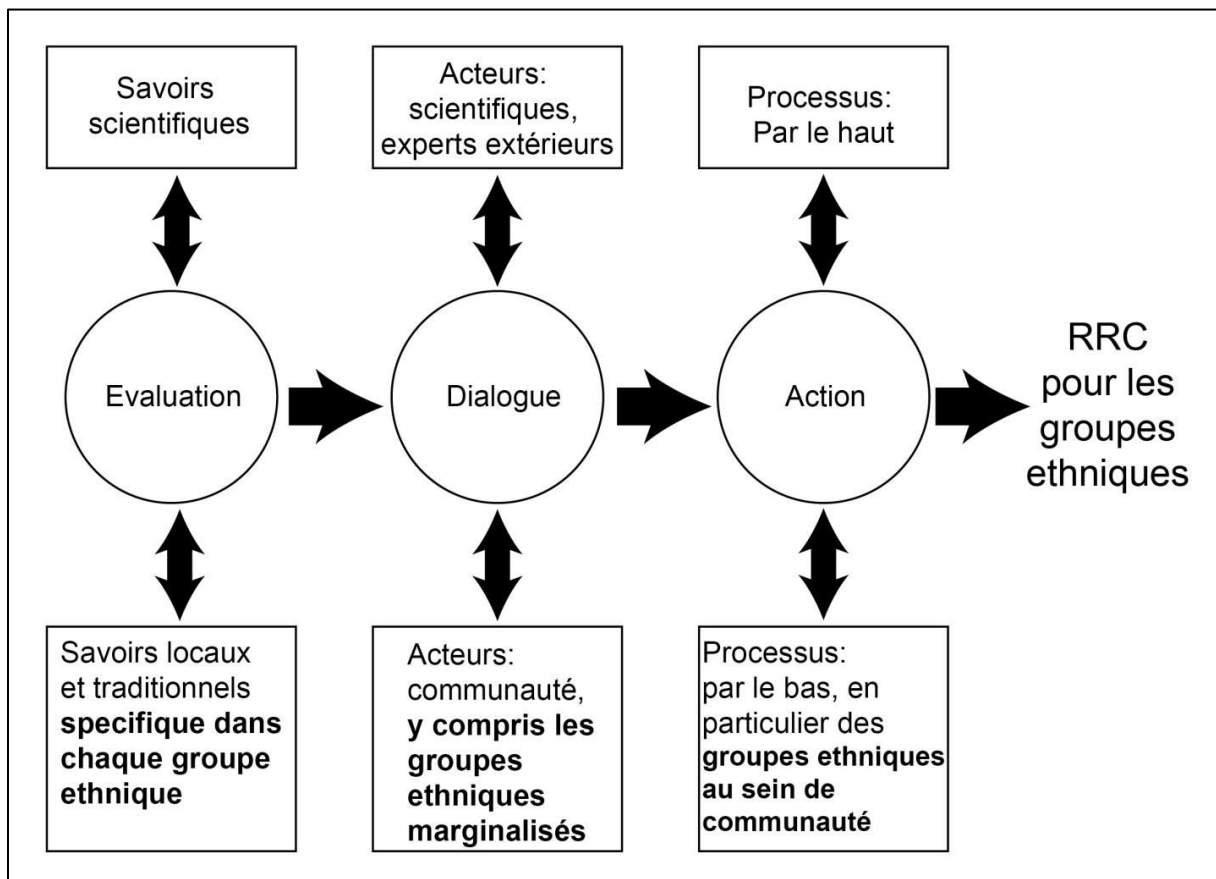 Savoirs
scientifiques
Acteurs:
scientifiques,
experts extérieurs
Processus:
Par le haut
Evaluation
Dialogue
Action
RRC
pour les
groupes
ethniques
Savoirs locaux
et traditionnels
specifique dans
chaque groupe
ethnique
Acteurs:
communauté,
y compris les
groupes
ethniques
marginalisés
Processus:
par le bas, en
particulier des
groupes ethniques
au sein de
communauté